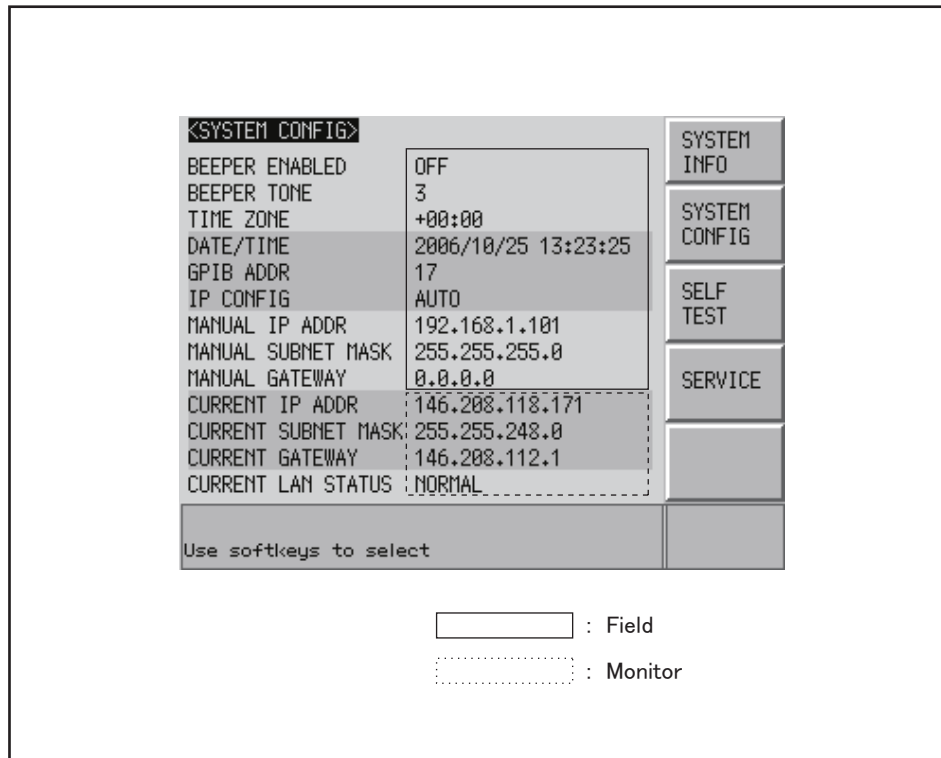 <SYSTEM CONFIG>
BEEPER ENABLED OFF
BEEPER TONE 3
TIME ZONE +00:00
DATE/TIME 2006/10/25 13:23:25
GPIB ADDR 17
IP CONFIG AUTO
MANUAL IP ADDR 192.168.1.101
MANUAL SUBNET MASK 255.255.255.0
MANUAL GATEWAY 0.0.0.0
CURRENT IP ADDR 146.208.118.171
CURRENT SUBNET MASK 255.255.248.0
CURRENT GATEWAY 146.208.112.1
CURRENT LAN STATUS NORMAL
Use softkeys to select
SYSTEM
INFO
SYSTEM
CONFIG
SELF
TEST
SERVICE
: Field
: Monitor